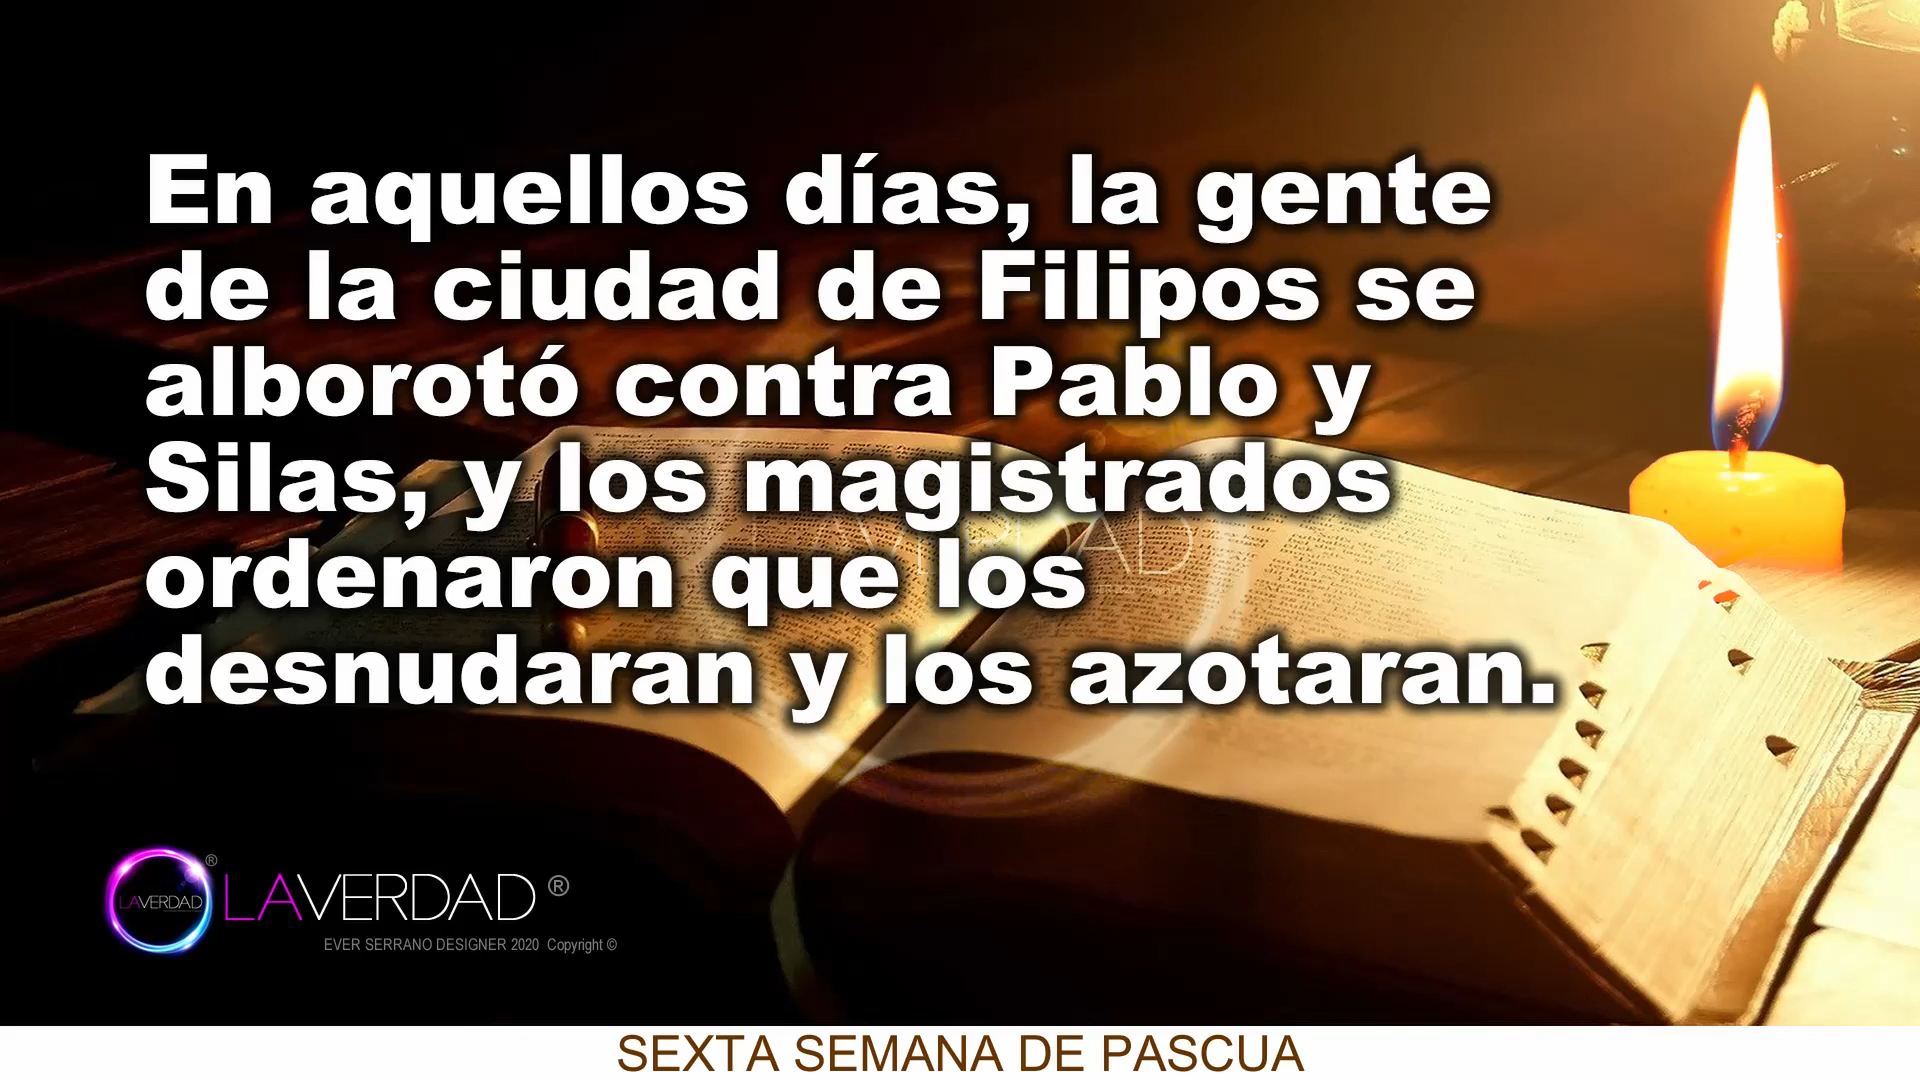 En aquellos días, la gente
de la ciudad de Filipos se
alborotó contra Pablo y
Silas, y los magistrados
ordenaron que los
desnudaran y los azotaran.
VERDAD
LAVERDAD ®
LAVERDAD ®
EVER SERRANO DESIGNER 2020 Copyright ©
SEXTA SEMANA DE PASCUA